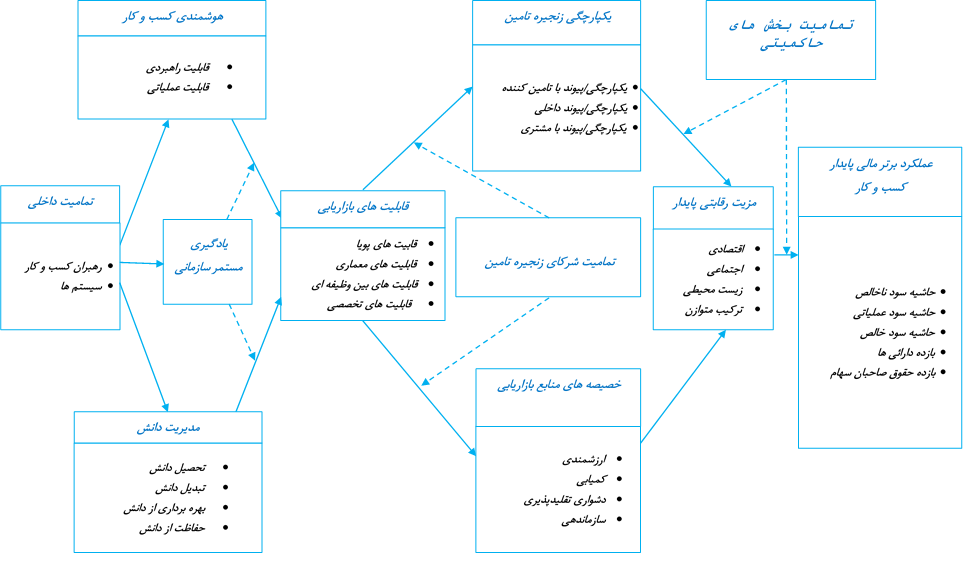 تمامیت داخلی
رهبران کسب و کار
سیستم ها
هوشمندی کسب و کار
قابلیت راهبردی
قابلیت عملیاتی
یادگیری
مستمر سازمانی
مدیریت دانش
تحصیل دانش
تبدیل دانش
بهره برداری از دانش
حفاظت از دانش
قابلیت های بازاریابی
قابیت های پویا
قابلیت های معماری
قابلیت های بین وظیفه ای
قابلیت های تخصصی
یکپارچگی زنجیره تامین
یکپارچگی/پیوند با تامین کننده
یکپارچگی/پیوند داخلی
یکپارچگی/پیوند با مشتری
تمامیت شرکای زنجیره تامین
خصیصه های منابع بازاریابی
ارزشمندی
کمیابی
دشواری تقلیدپذیری
سازماندهی
تمامیت بخش های
حاکمیتی
مزیت رقابتی پایدار
اقتصادی
اجتماعی
زیست محیطی
ترکیب متوازن
عملکرد برتر مالی پایدار
کسب و کار
حاشیه سود ناخالص
حاشیه سود عملیاتی
حاشیه سود خالص
بازده دارائی ها
بازده حقوق صاحبان سهام